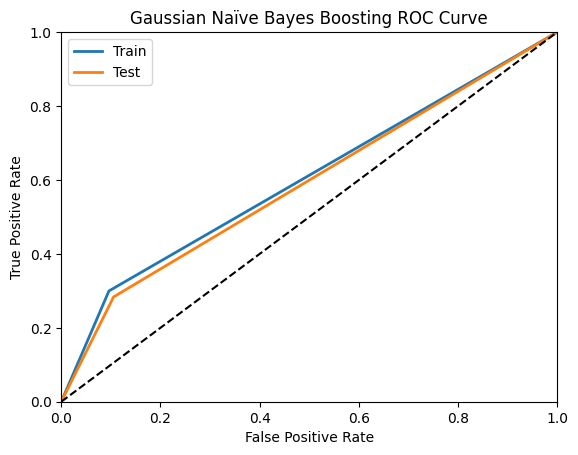 Gaussian Naïve Bayes Boosting ROC Curve
Train
Test
True Positive Rate
1.0
0.8
0.6
0.4
0.2
0.0
0.0 0.2 0.4 0.6 0.8 1.0
False Positive Rate